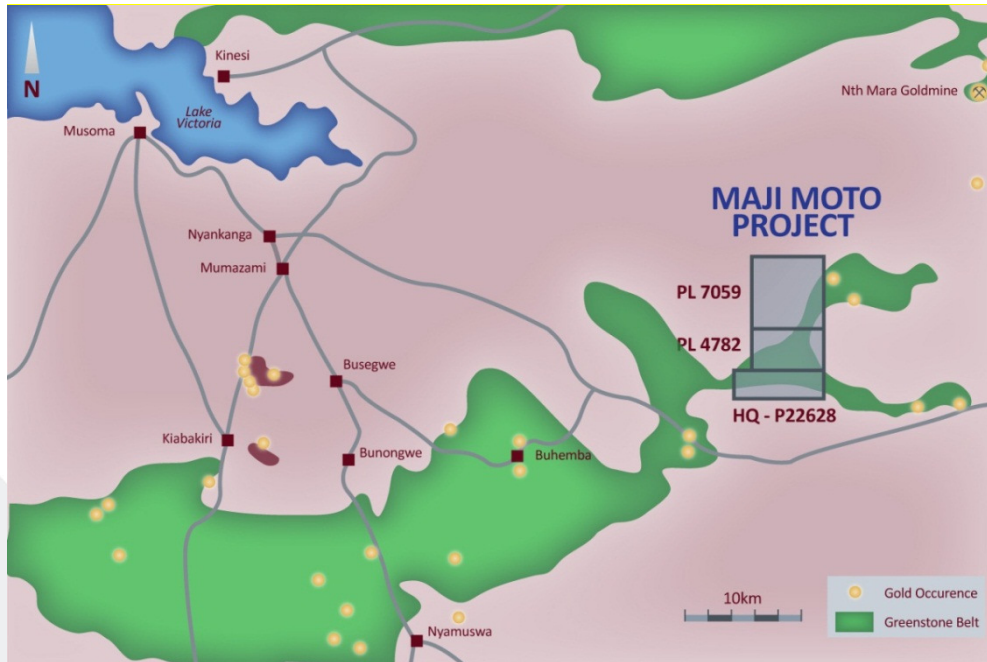 Kinesi
N
Lake
Victoria
Nth Mara Goldmine
Musoma
MAJI MOTO
PROJECT
Nyankanga
Mumazami
PL 7059
PL 4782
Busegwe
HQ - P22628
Kiabakiri
Bunongwe
Buhemba
10km
Gold Occurence
Greenstone Belt
Nyamuswa